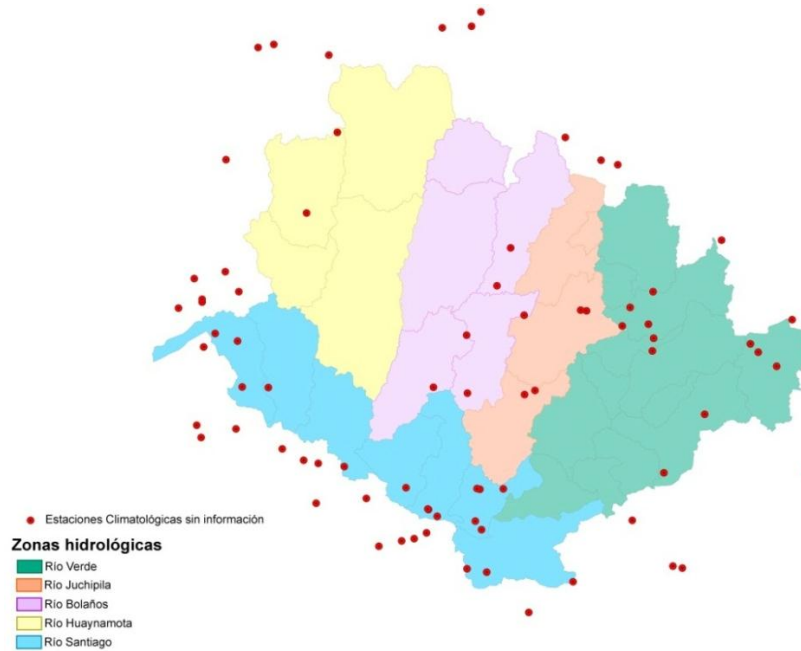 Estaciones Climatológicas sin información
Zonas hidrológicas
Río Verde
Río Juchipila
Río Bolaños
Río Huaynamota
Río Santiago